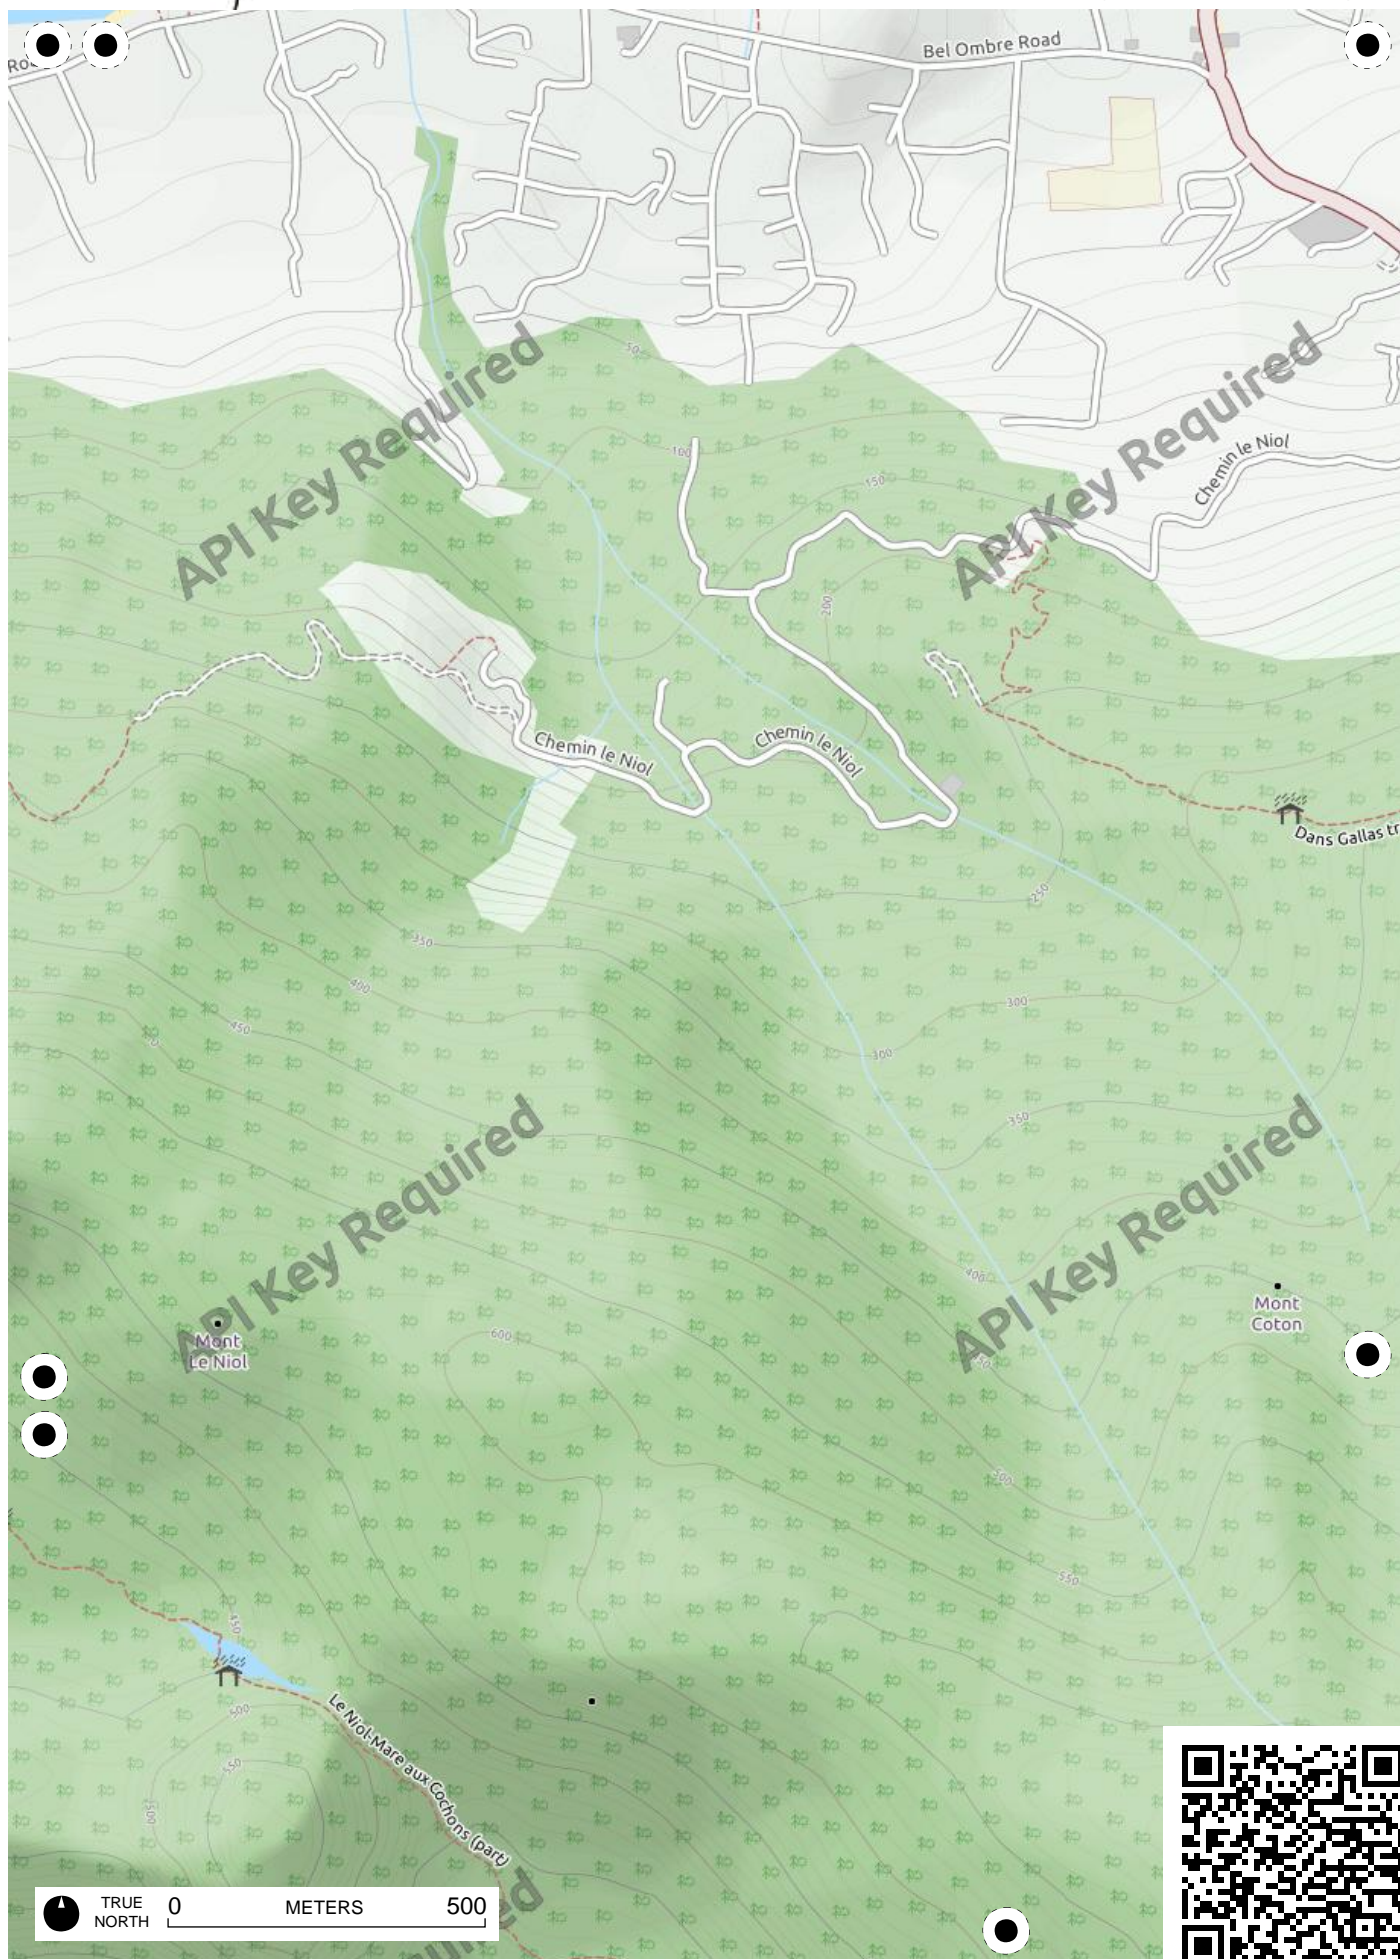 Bel Ombre Road
50
API Key Required
API Key Required
Chemin le Niol
100
150
200
Chemin le Niol
Chemin le Niol
Dans Gallas tr
250
350
400
300
450
300
350
API Key Required
API Key Required
400
Mont
Coton
Mont
Le Niol
600
500
550
450
Le Niol-Mare aux Cochons (part)
500
550
500
TRUE
NORTH
0 METERS 500